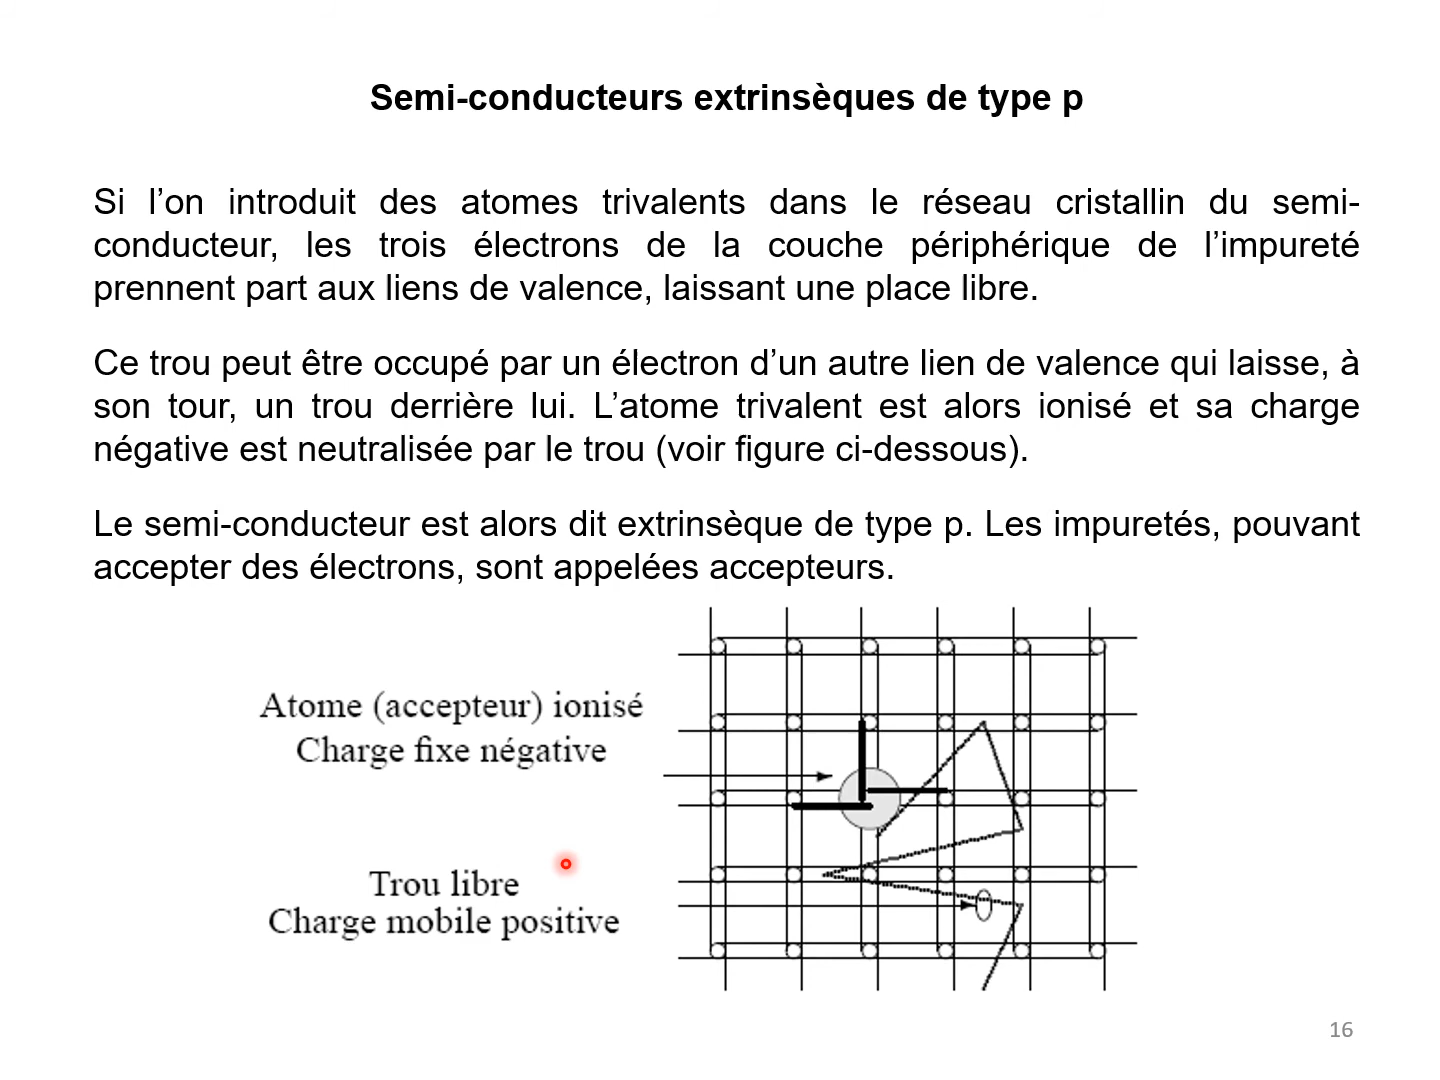 Semi-conducteurs extrinsèques de type p
Si l’on introduit des atomes trivalents dans le réseau cristallin du semi-
conducteur, les trois électrons de la couche périphérique de l’impureté
prennent part aux liens de valence, laissant une place libre.
Ce trou peut être occupé par un électron d’un autre lien de valence qui laisse, à
son tour, un trou derrière lui. L’atome trivalent est alors ionisé et sa charge
négative est neutralisée par le trou (voir figure ci-dessous).
Le semi-conducteur est alors dit extrinsèque de type p. Les impuretés, pouvant
accepter des électrons, sont appelées accepteurs.
Atome (accepteur) ionisé
Charge fixe négative
Trou libre
Charge mobile positive
16